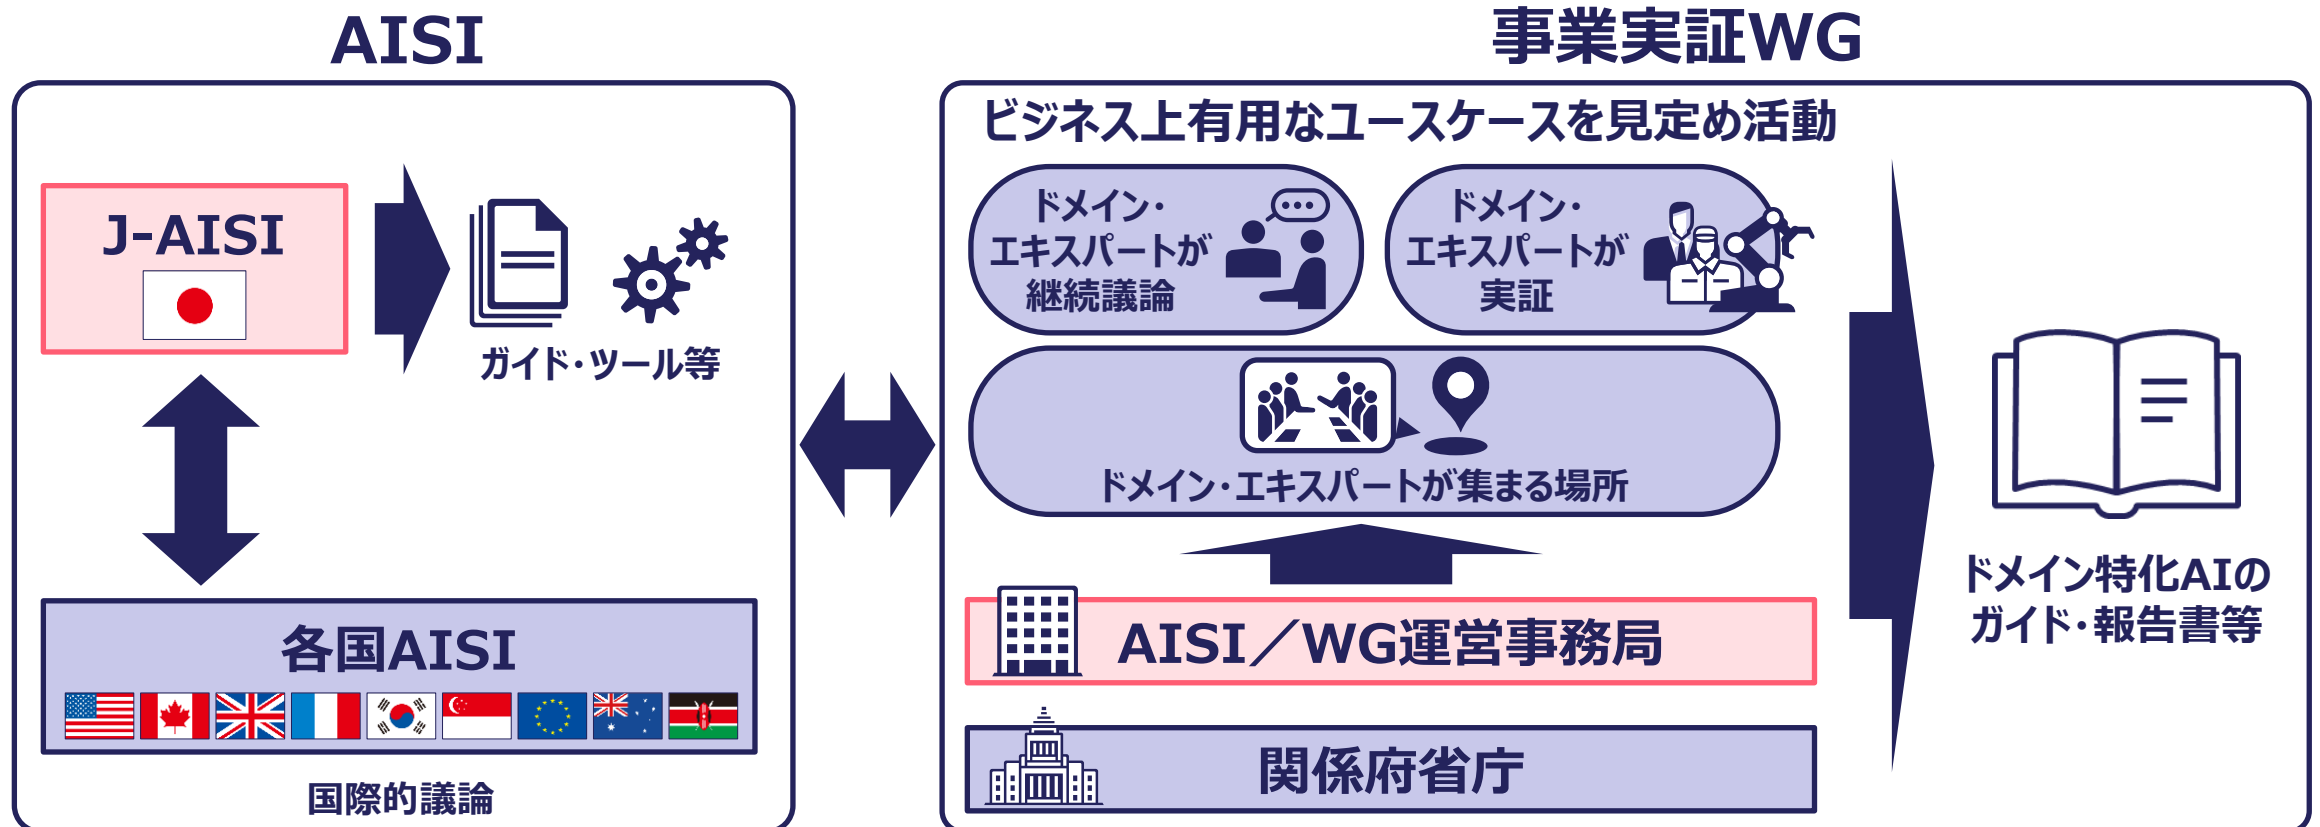 AISI
J-AISI
ガイド・ツール等
各国AISI
国際的議論
事業実証WG
ビジネス上有用なユースケースを見定め活動
ドメイン・
エキスパートが
継続議論
ドメイン・
エキスパートが
実証
ドメイン・エキスパートが集まる場所
AISI／WG運営事務局
関係府省庁
ドメイン特化AIの
ガイド・報告書等